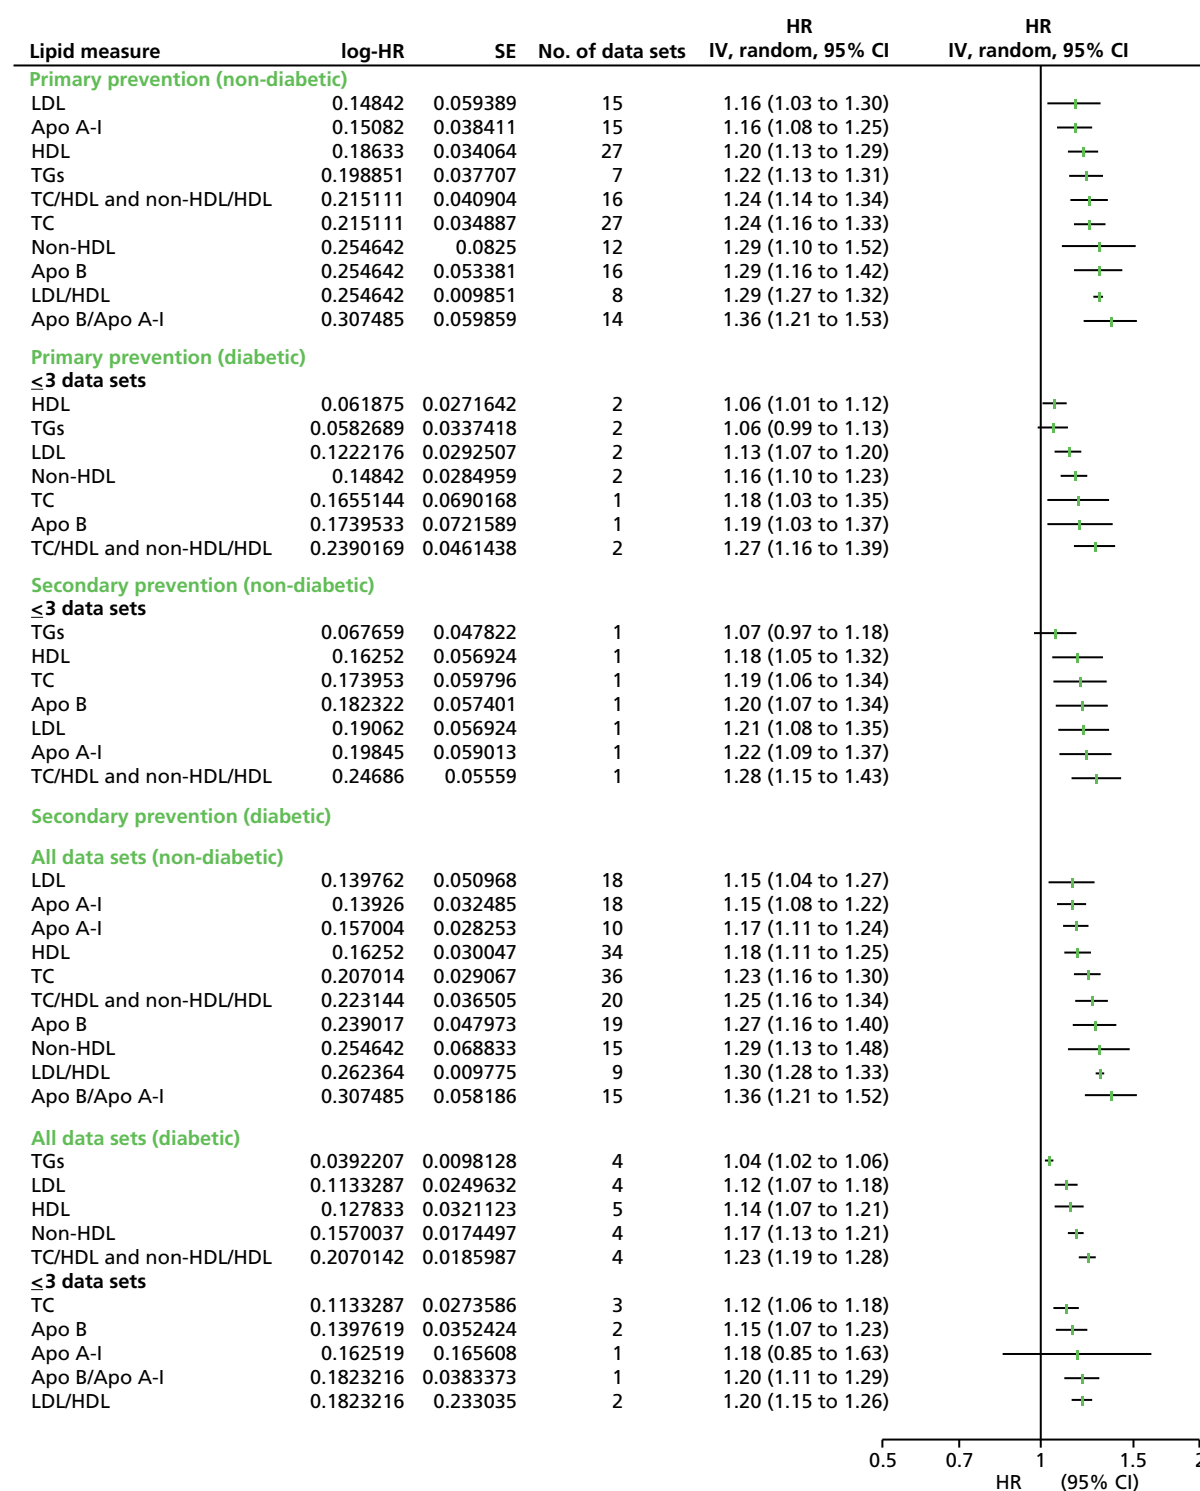 HR HR
Lipid measure log-HR SE No. of data sets IV, random, 95% CI IV, random, 95% CI
Primary prevention (non-diabetic)
LDL 0.14842 0.059389 15 1.16 (1.03 to 1.30)
Apo A-I 0.15082 0.038411 15 1.16 (1.08 to 1.25)
HDL 0.18633 0.034064 27 1.20 (1.13 to 1.29)
TGs 0.198851 0.037707 7 1.22 (1.13 to 1.31)
TC/HDL and non-HDL/HDL 0.215111 0.040904 16 1.24 (1.14 to 1.34)
TC 0.215111 0.034887 27 1.24 (1.16 to 1.33)
Non-HDL 0.254642 0.0825 12 1.29 (1.10 to 1.52)
Apo B 0.254642 0.053381 16 1.29 (1.16 to 1.42)
LDL/HDL 0.254642 0.009851 8 1.29 (1.27 to 1.32)
Apo B/Apo A-I 0.307485 0.059859 14 1.36 (1.21 to 1.53)
Primary prevention (diabetic)
≤3 data sets
HDL 0.061875 0.0271642 2 1.06 (1.01 to 1.12)
TGs 0.0582689 0.0337418 2 1.06 (0.99 to 1.13)
LDL 0.1222176 0.0292507 2 1.13 (1.07 to 1.20)
Non-HDL 0.14842 0.0284959 2 1.16 (1.10 to 1.23)
TC 0.1655144 0.0690168 1 1.18 (1.03 to 1.35)
Apo B 0.1739533 0.0721589 1 1.19 (1.03 to 1.37)
TC/HDL and non-HDL/HDL 0.2390169 0.0461438 2 1.27 (1.16 to 1.39)
Secondary prevention (non-diabetic)
≤3 data sets
TGs 0.067659 0.047822 1 1.07 (0.97 to 1.18)
HDL 0.16252 0.056924 1 1.18 (1.05 to 1.32)
TC 0.173953 0.059796 1 1.19 (1.06 to 1.34)
Apo B 0.182322 0.057401 1 1.20 (1.07 to 1.34)
LDL 0.19062 0.056924 1 1.21 (1.08 to 1.35)
Apo A-I 0.19845 0.059013 1 1.22 (1.09 to 1.37)
TC/HDL and non-HDL/HDL 0.24686 0.05559 1 1.28 (1.15 to 1.43)
Secondary prevention (diabetic)
All data sets (non-diabetic)
LDL 0.139762 0.050968 18 1.15 (1.04 to 1.27)
Apo A-I 0.13926 0.032485 18 1.15 (1.08 to 1.22)
Apo A-I 0.157004 0.028253 10 1.17 (1.11 to 1.24)
HDL 0.16252 0.030047 34 1.18 (1.11 to 1.25)
TC 0.207014 0.029067 36 1.23 (1.16 to 1.30)
TC/HDL and non-HDL/HDL 0.223144 0.036505 20 1.25 (1.16 to 1.34)
Apo B 0.239017 0.047973 19 1.27 (1.16 to 1.40)
Non-HDL 0.254642 0.068833 15 1.29 (1.13 to 1.48)
LDL/HDL 0.262364 0.009775 9 1.30 (1.28 to 1.33)
Apo B/Apo A-I 0.307485 0.058186 15 1.36 (1.21 to 1.52)
All data sets (diabetic)
TGs 0.0392207 0.0098128 4 1.04 (1.02 to 1.06)
LDL 0.1133287 0.0249632 4 1.12 (1.07 to 1.18)
HDL 0.127833 0.0321123 5 1.14 (1.07 to 1.21)
Non-HDL 0.1570037 0.0174497 4 1.17 (1.13 to 1.21)
TC/HDL and non-HDL/HDL 0.2070142 0.0185987 4 1.23 (1.19 to 1.28)
≤3 data sets
TC 0.1133287 0.0273586 3 1.12 (1.06 to 1.18)
Apo B 0.1397619 0.0352424 2 1.15 (1.07 to 1.23)
Apo A-I 0.162519 0.165608 1 1.18 (0.85 to 1.63)
Apo B/Apo A-I 0.1823216 0.0383373 1 1.20 (1.11 to 1.29)
LDL/HDL 0.1823216 0.233035 2 1.20 (1.15 to 1.26)
0.5 0.7 1 1.5 2
HR (95% CI)